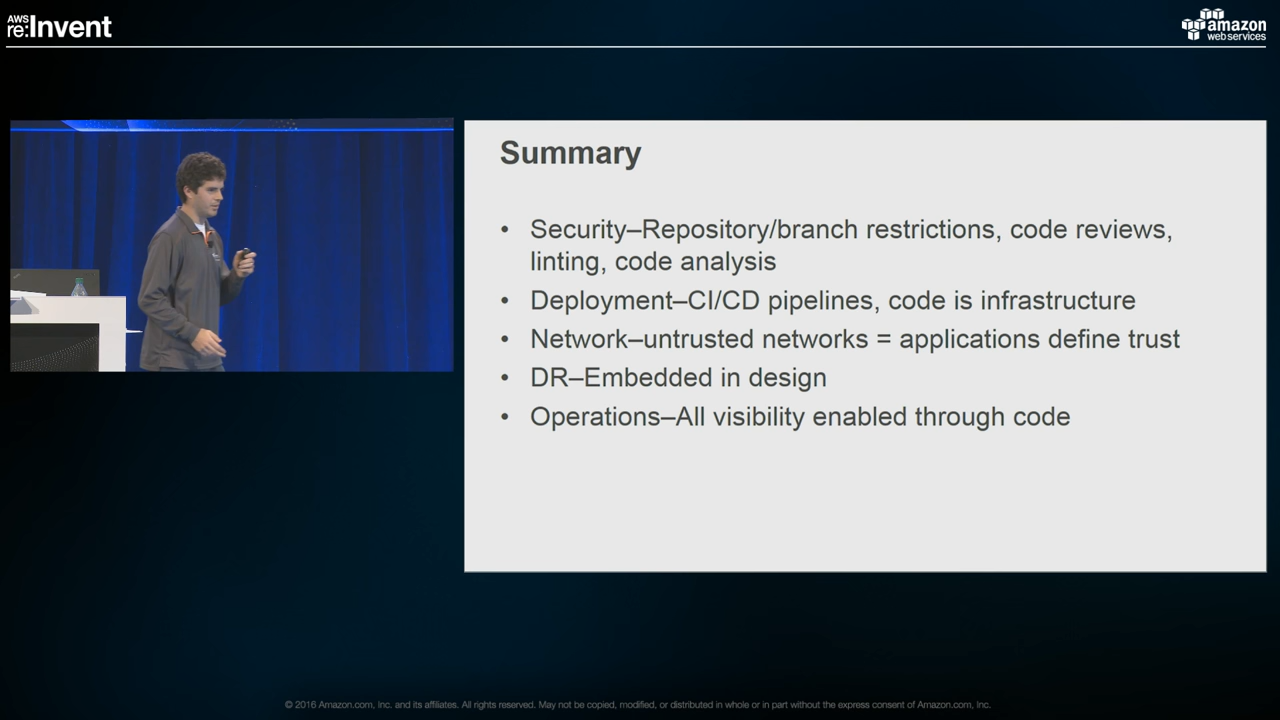 AWS
re:Invent
amazon
web services
Summary
• Security–Repository/branch restrictions, code reviews,
linting, code analysis
• Deployment–CI/CD pipelines, code is infrastructure
• Network–untrusted networks = applications define trust
• DR–Embedded in design
• Operations–All visibility enabled through code
© 2016 Amazon.com, Inc. and its affiliates. All rights reserved. May not be copied, modified, or distributed in whole or in part without the express consent of Amazon.com, Inc.